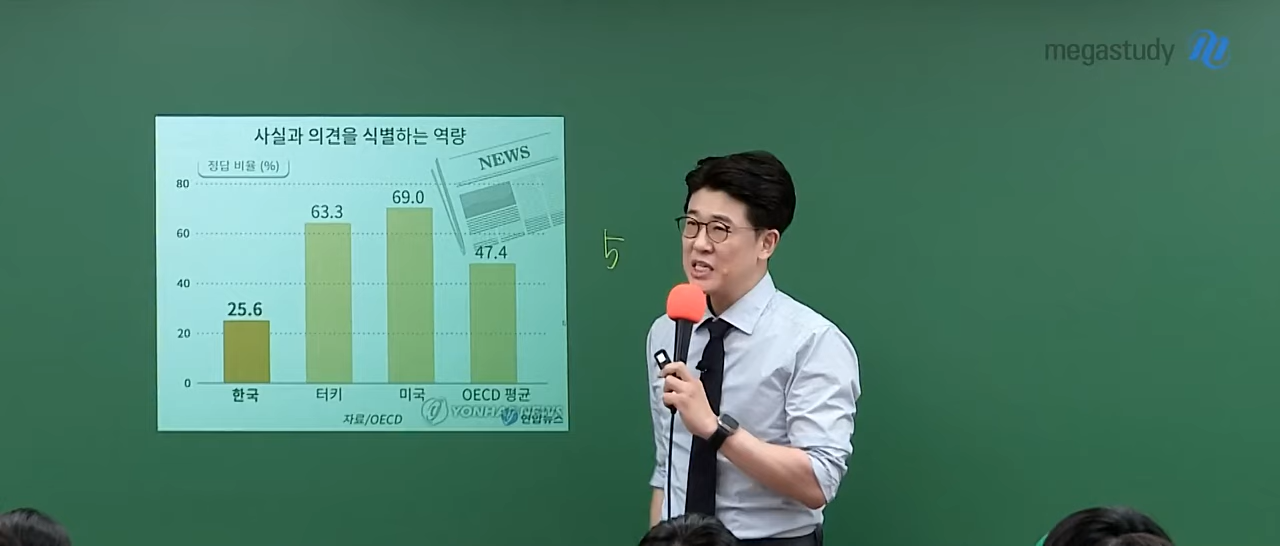 megastudy
사실과 의견을 식별하는 역량
정답 비율 (%)
NEWS
80
60
40
20
0
25.6
63.3
69.0
47.4
한국
터키
미국
OECD 평균
자료/OECD
YONHAP NEWS
연합뉴스
5